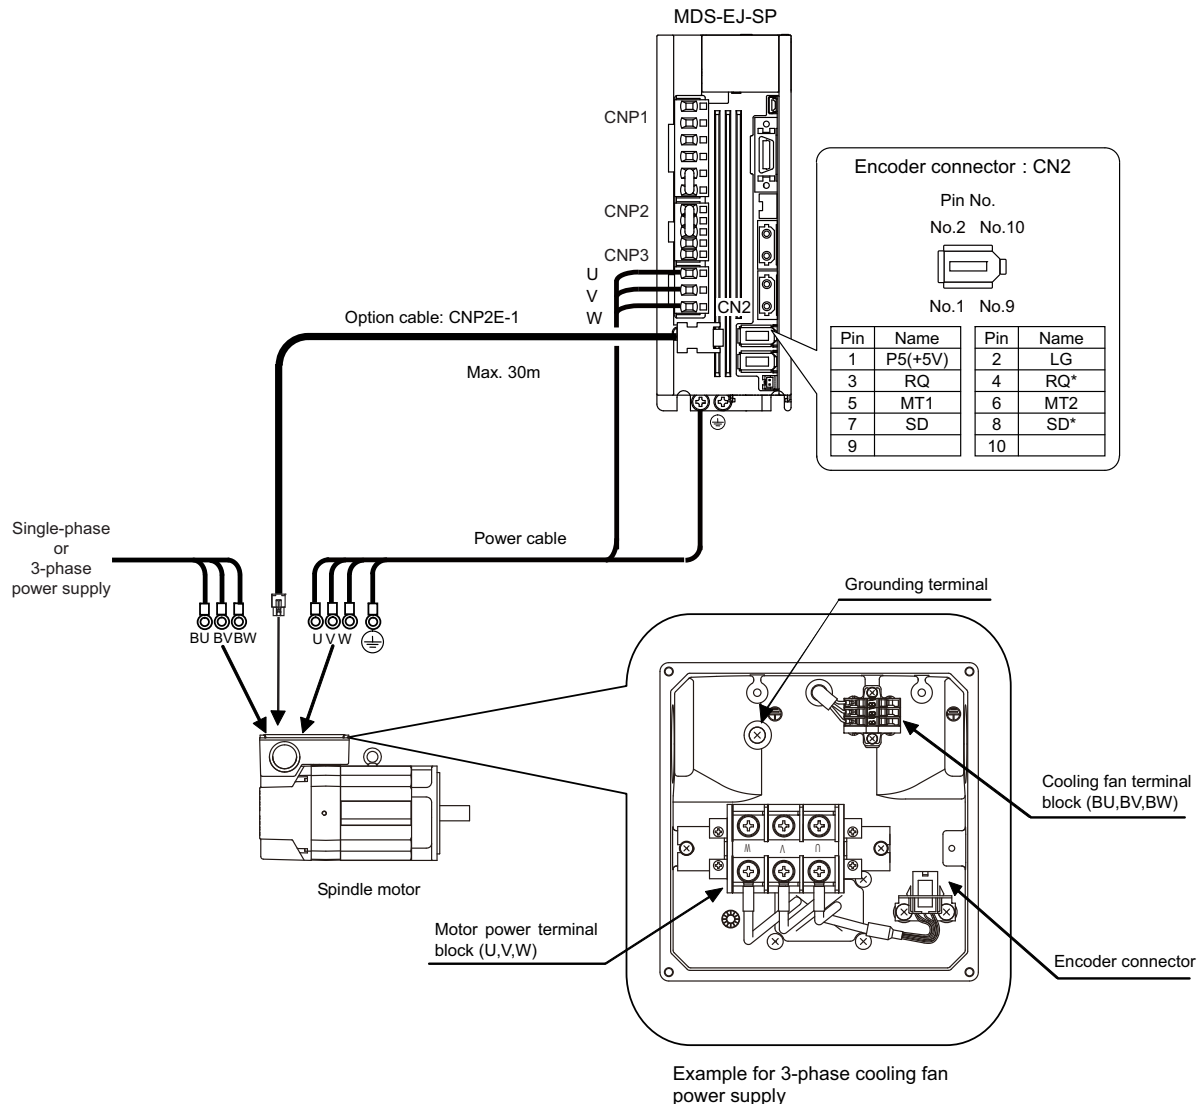 MDS-EJ-SP
CNP1
CNP2
CNP3
U
V
W
CN2
Option cable: CNP2E-1
Max. 30m
Encoder connector : CN2
Pin No.
No.2 No.10
No.1 No.9
Pin Name Pin Name
1 P5(+5V) 2 LG
3 RQ 4 RQ*
5 MT1 6 MT2
7 SD 8 SD*
9 10
Single-phase
or
3-phase
power supply
Power cable
BU BV BW
U V W
Grounding terminal
Cooling fan terminal
block (BU,BV,BW)
W V U
Spindle motor
Motor power terminal
block (U,V,W)
Encoder connector
Example for 3-phase cooling fan
power supply